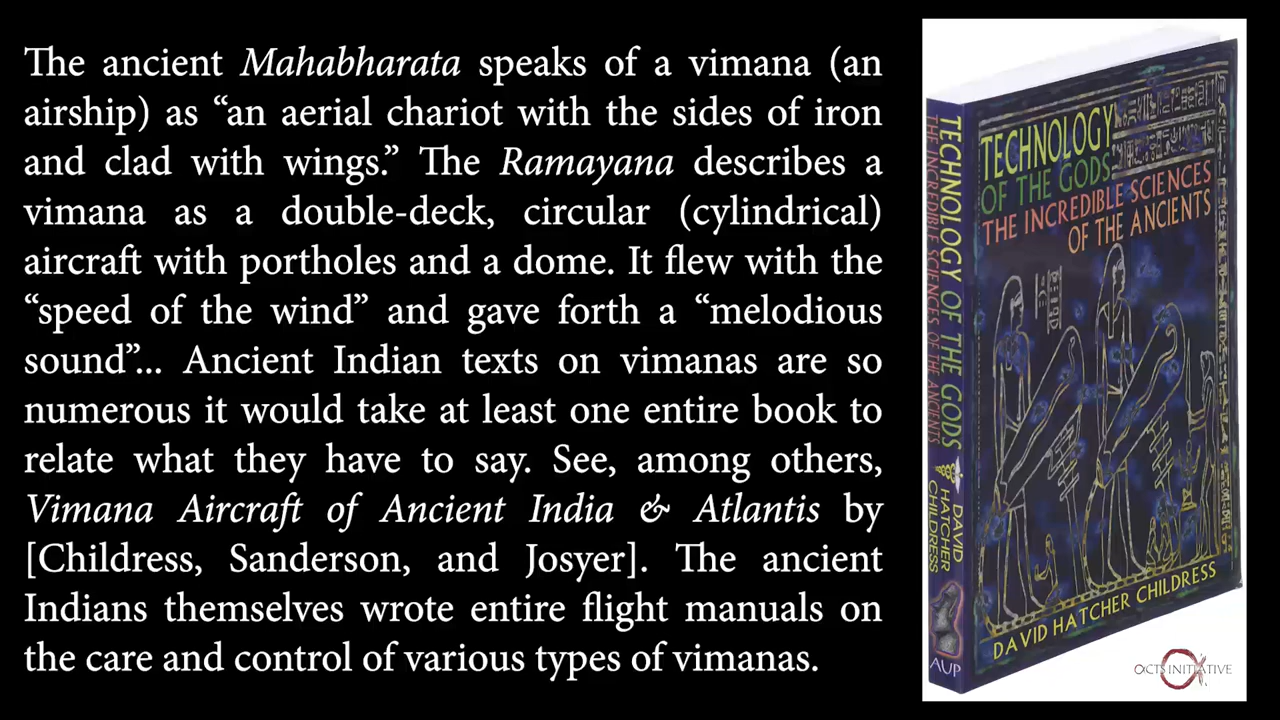 The ancient Mahabharata speaks of a vimana (an
airship) as “an aerial chariot with the sides of iron
and clad with wings.” The Ramayana describes a
vimana as a double-deck, circular (cylindrical)
aircraft with portholes and a dome. It flew with the
“speed of the wind” and gave forth a “melodious
sound”... Ancient Indian texts on vimanas are so
numerous it would take at least one entire book to
relate what they have to say. See, among others,
Vimana Aircraft of Ancient India & Atlantis by
[Childress, Sanderson, and Josyer]. The ancient
Indians themselves wrote entire flight manuals on
the care and control of various types of vimanas.
TECHNOLOGY
OF THE GODS
THE INCREDIBLE SCIENCES
OF THE ANCIENTS
DAVID HATCHER CHILDRESS
TECHNOLOGY OF THE GODS
THE INCREDIBLE SCIENCES OF THE ANCIENTS
DAVID
HATCHER
CHILDRESS
AUP